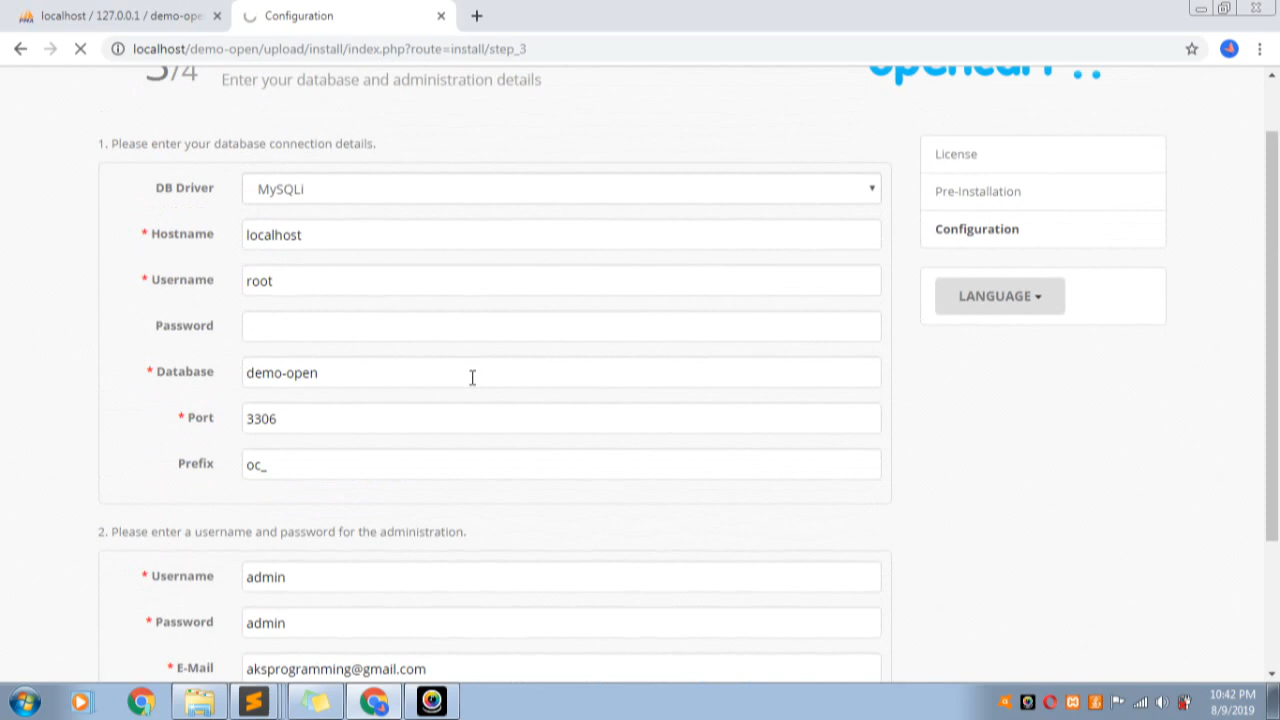 localhost / 127.0.0.1 / demo-ope
Configuration
localhost/demo-open/upload/install/index.php?route=install/step_3
3/4
Enter your database and administration details
opencart
1. Please enter your database connection details.
DB Driver
MySQLi
* Hostname
localhost
* Username
root
Password
* Database
demo-open
* Port
3306
Prefix
oc_
License
Pre-Installation
Configuration
LANGUAGE
2. Please enter a username and password for the administration.
* Username
admin
* Password
admin
* E-Mail
aksprogramming@gmail.com
10:42 PM
8/9/2019